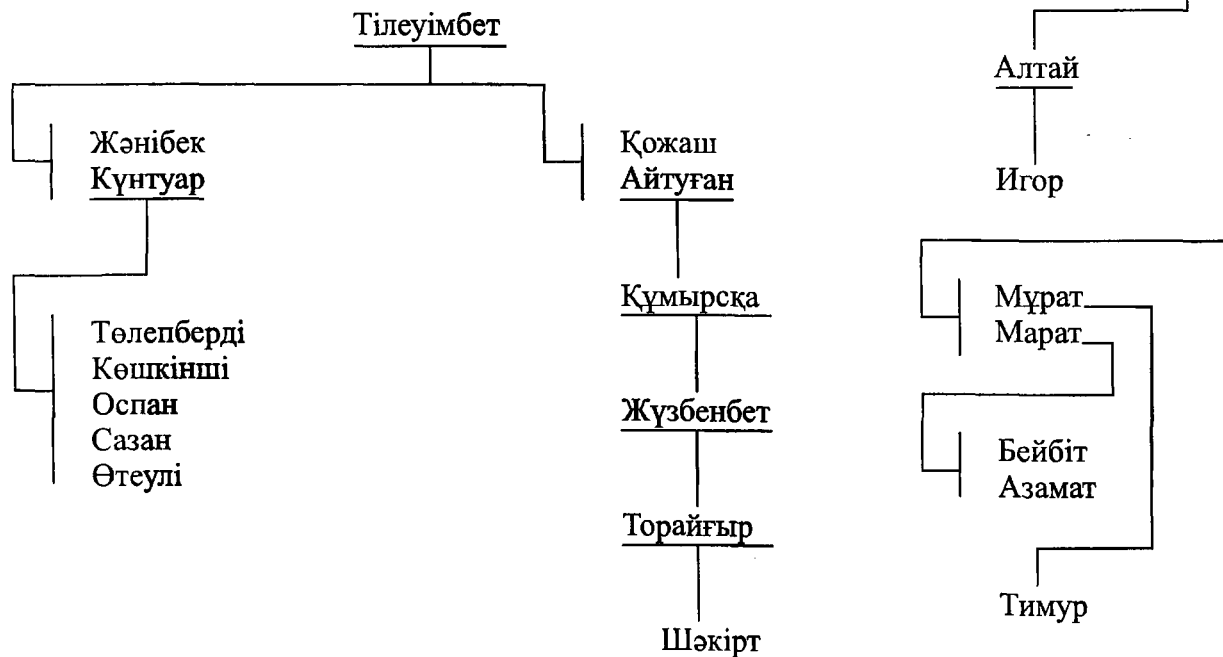 Тілеуімбет
Жәнібек
Күнтуар
Қожаш
Айтуған
Төлепберді
Көшкінші
Оспан
Сазан
Өтеулі
Құмырсқа
Жүзбенбет
Торайғыр
Шәкірт
Алтай
Игор
Мұрат
Марат
Бейбіт
Азамат
Тимур